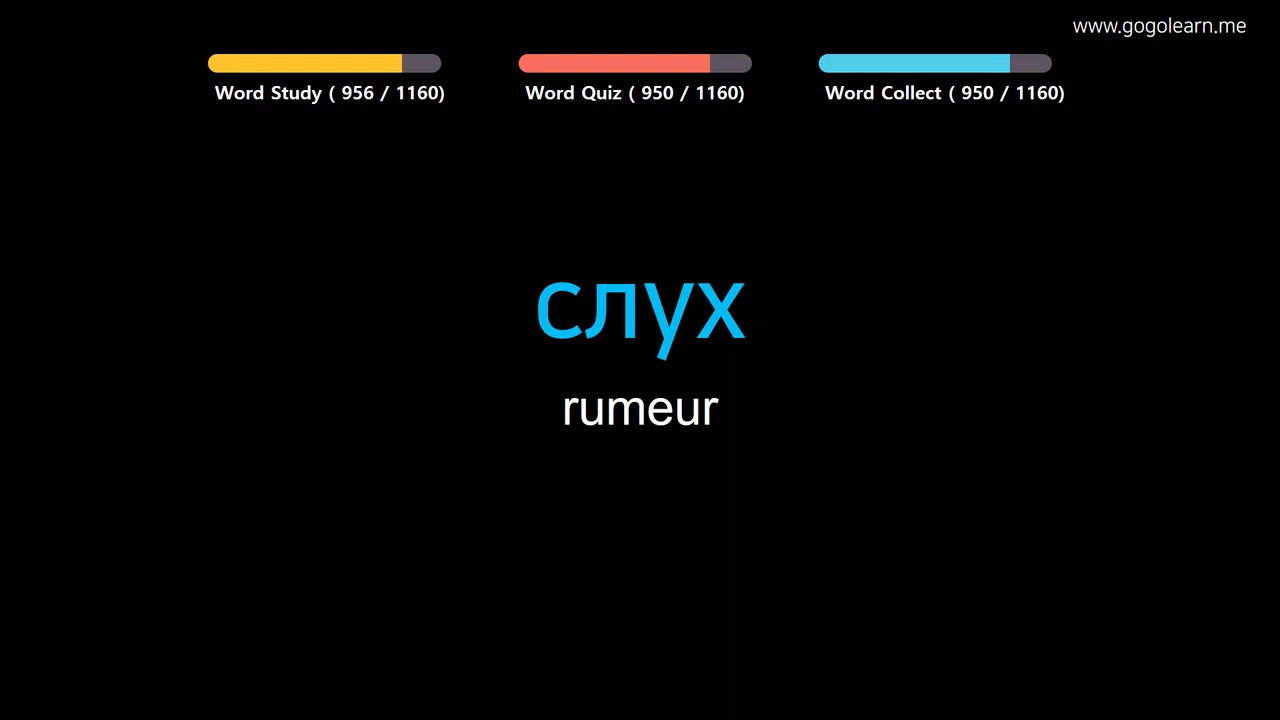 www.gogolearn.me
Word Study ( 956 / 1160)
Word Quiz ( 950 / 1160)
Word Collect ( 950 / 1160)
слух
rumeur